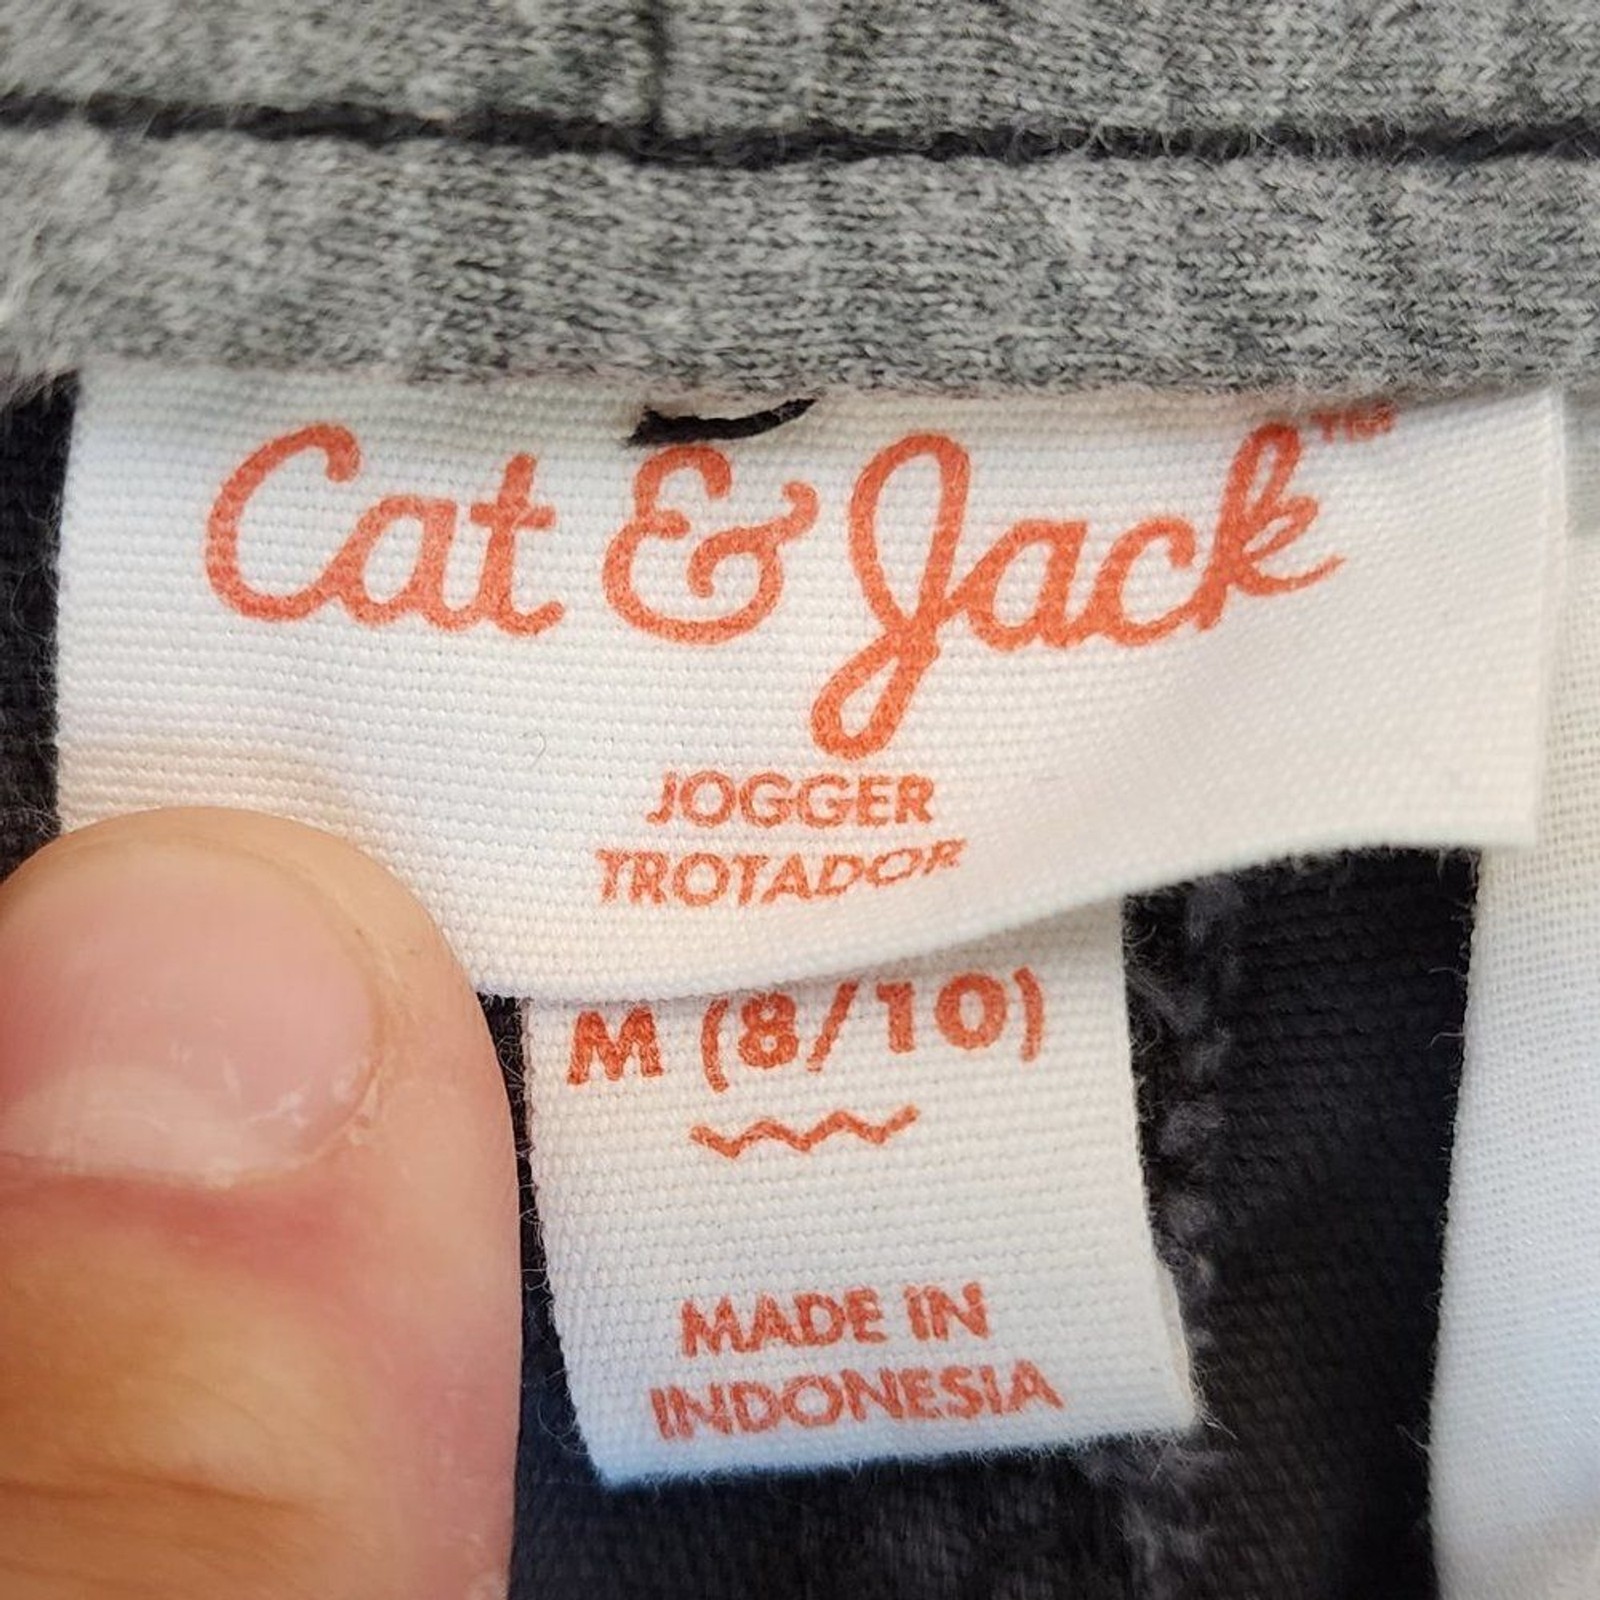 Cat & Jack™
JOGGER
TROTADOR
M (8/10)
MADE IN
INDONESIA